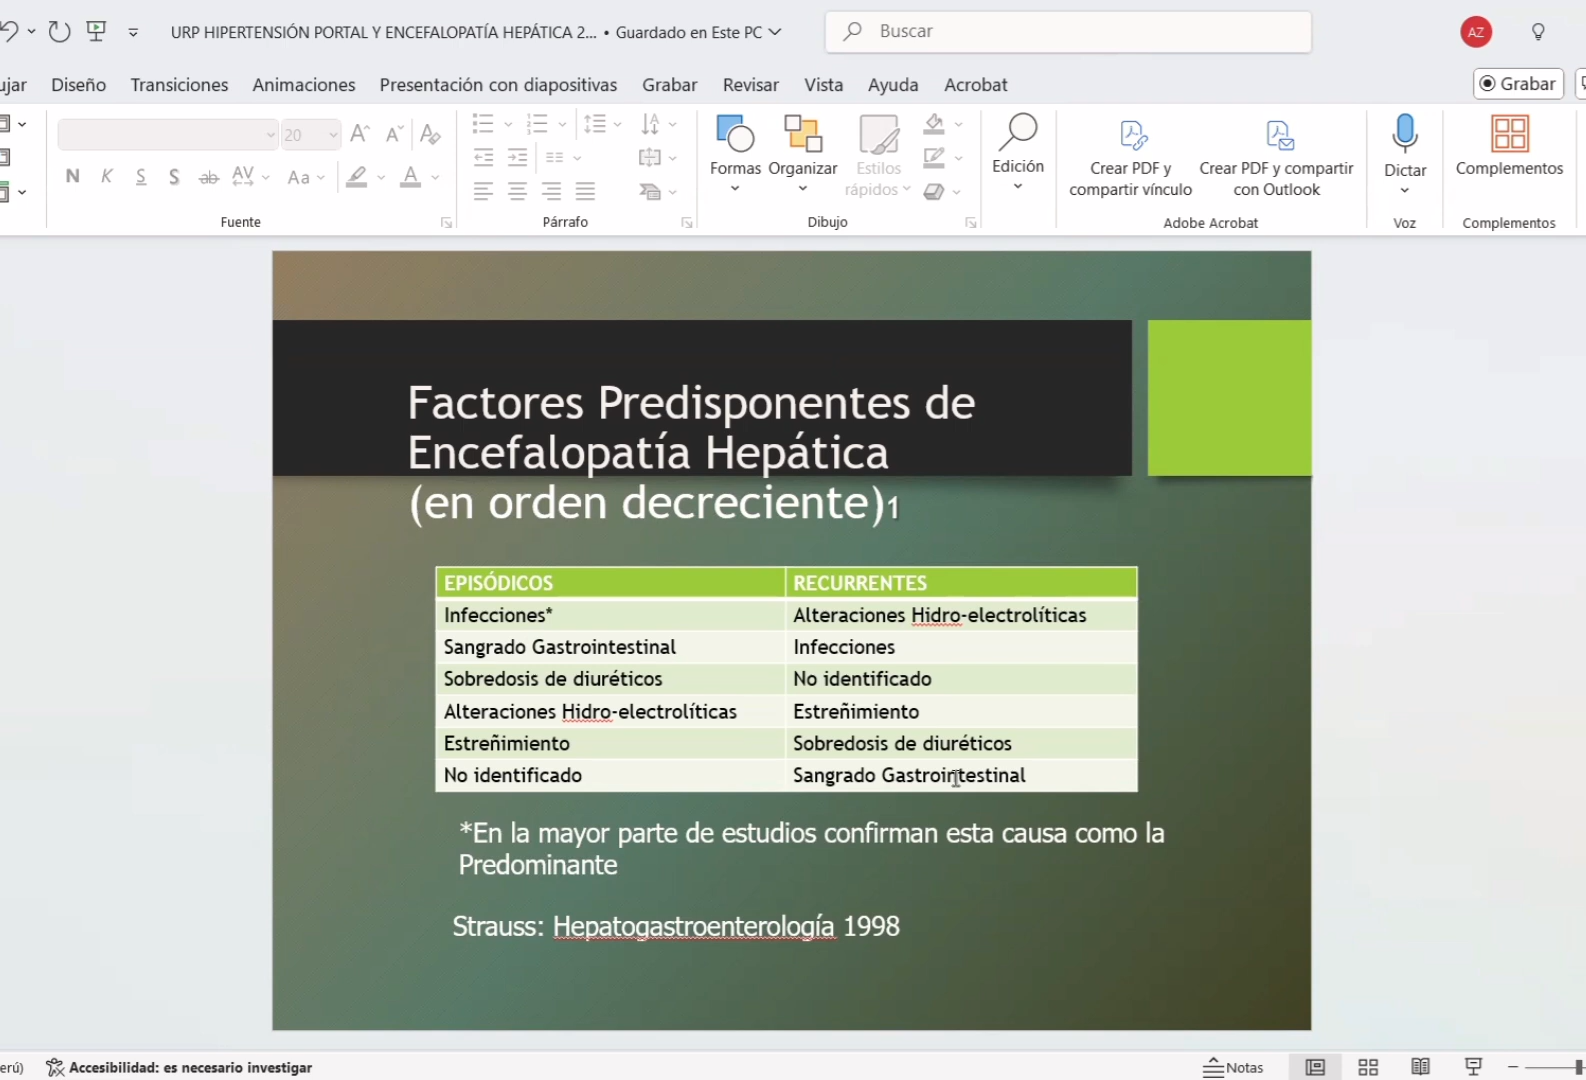 URP HIPERTENSIÓN PORTAL Y ENCEFALOPATÍA HEPÁTICA 2... • Guardado en Este PC
Buscar
AZ
ujar Diseño Transiciones Animaciones Presentación con diapositivas Grabar Revisar Vista Ayuda Acrobat
Grabar
20
N K S S ab AV Aa A
Fuente
Párrafo
Formas
Organizar
Estilos
rápidos
Dibujo
Edición
Crear PDF y
compartir vínculo
Crear PDF y compartir
con Outlook
Adobe Acrobat
Dictar
Voz
Complementos
Complementos
Factores Predisponentes de
Encefalopatía Hepática
(en orden decreciente)1
EPISÓDICOS RECURRENTES
Infecciones* Alteraciones Hidro-electrolíticas
Sangrado Gastrointestinal Infecciones
Sobredosis de diuréticos No identificado
Alteraciones Hidro-electrolíticas Estreñimiento
Estreñimiento Sobredosis de diuréticos
No identificado Sangrado Gastrointestinal
*En la mayor parte de estudios confirman esta causa como la
Predominante
Strauss: Hepatogastroenterología 1998
erú) Accesibilidad: es necesario investigar
Notas